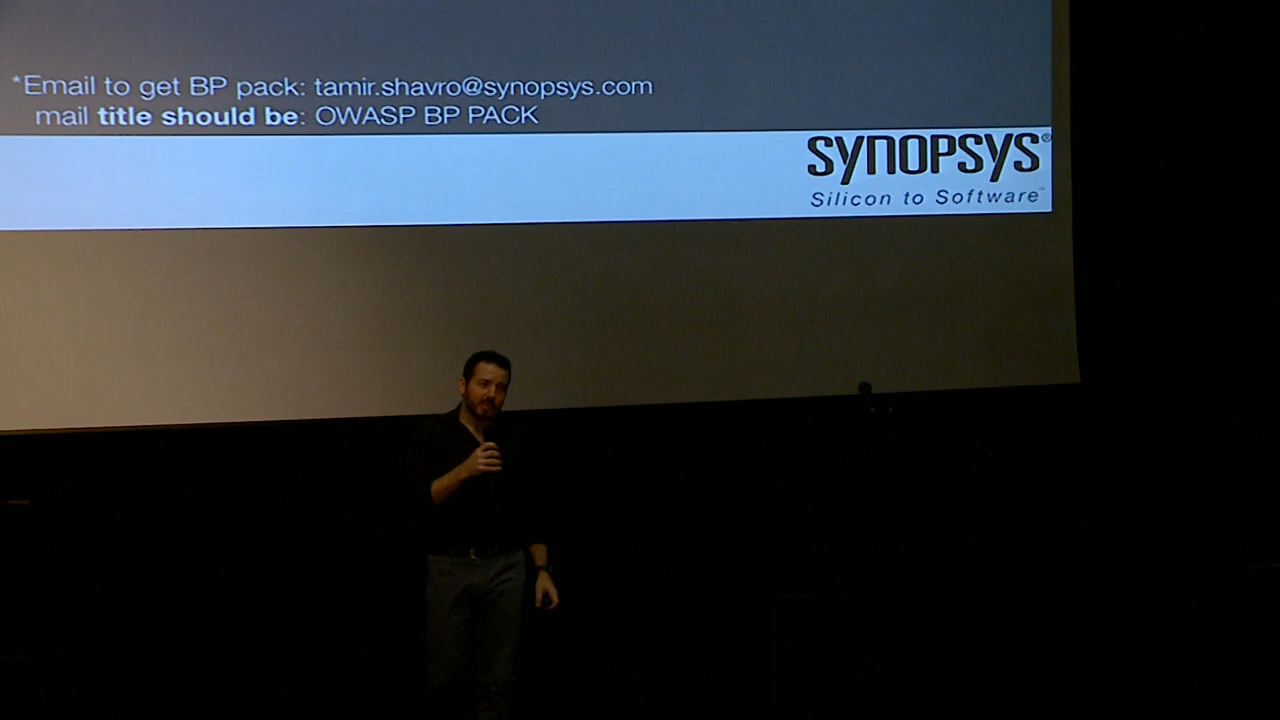 *Email to get BP pack: tamir.shavro@synopsys.com
mail title should be: OWASP BP PACK
SYNOPSYS®
Silicon to Software™